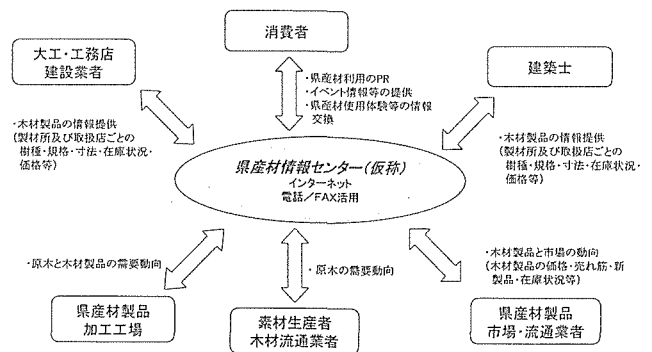 消費者
大工・工務店
建設業者
建築士
・県産材利用のPR
・イベント情報等の提供
・県産材使用体験等の情報
交換
・木材製品の情報提供
(製材所及び取扱店ごとの
樹種・規格・寸法・在庫状況・
価格等)
・木材製品の情報提供
(製材所及び取扱店ごとの
樹種・規格・寸法・在庫状況・
価格等)
県産材情報センター(仮称)
インターネット
電話/FAX活用
・原木と木材製品の需要動向
・原木の需要動向
・木材製品と市場の動向
(木材製品の価格・売れ筋・新
製品・在庫状況等)
県産材製品
加工工場
素材生産者
木材流通業者
県産材製品
市場・流通業者